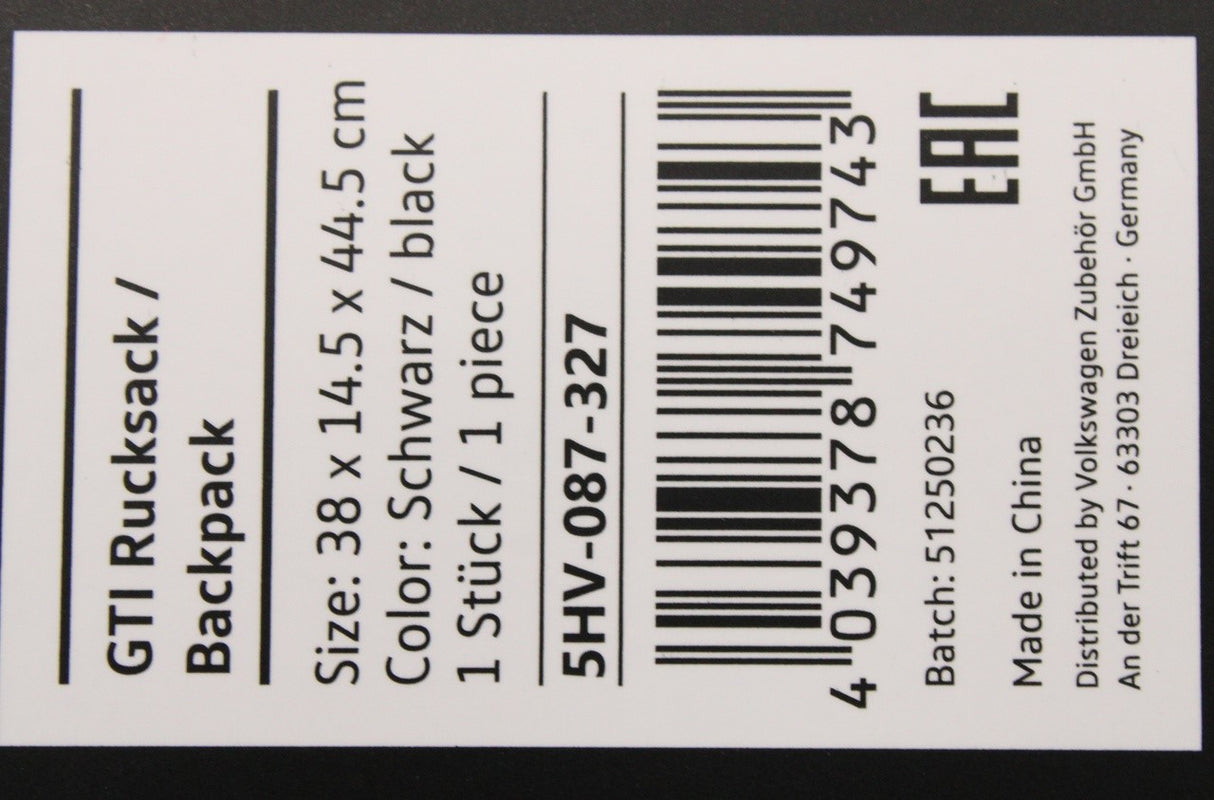 GTI Rucksack /
Backpack
Size: 38 x 14.5 x 44.5 cm
Color: Schwarz / black
1 Stück / 1 piece
5HV-087-327
4 039378 749743
Batch: 51250236
EAC
Made in China
Distributed by Volkswagen Zubehör GmbH
An der Trift 67 · 63303 Dreieich · Germany